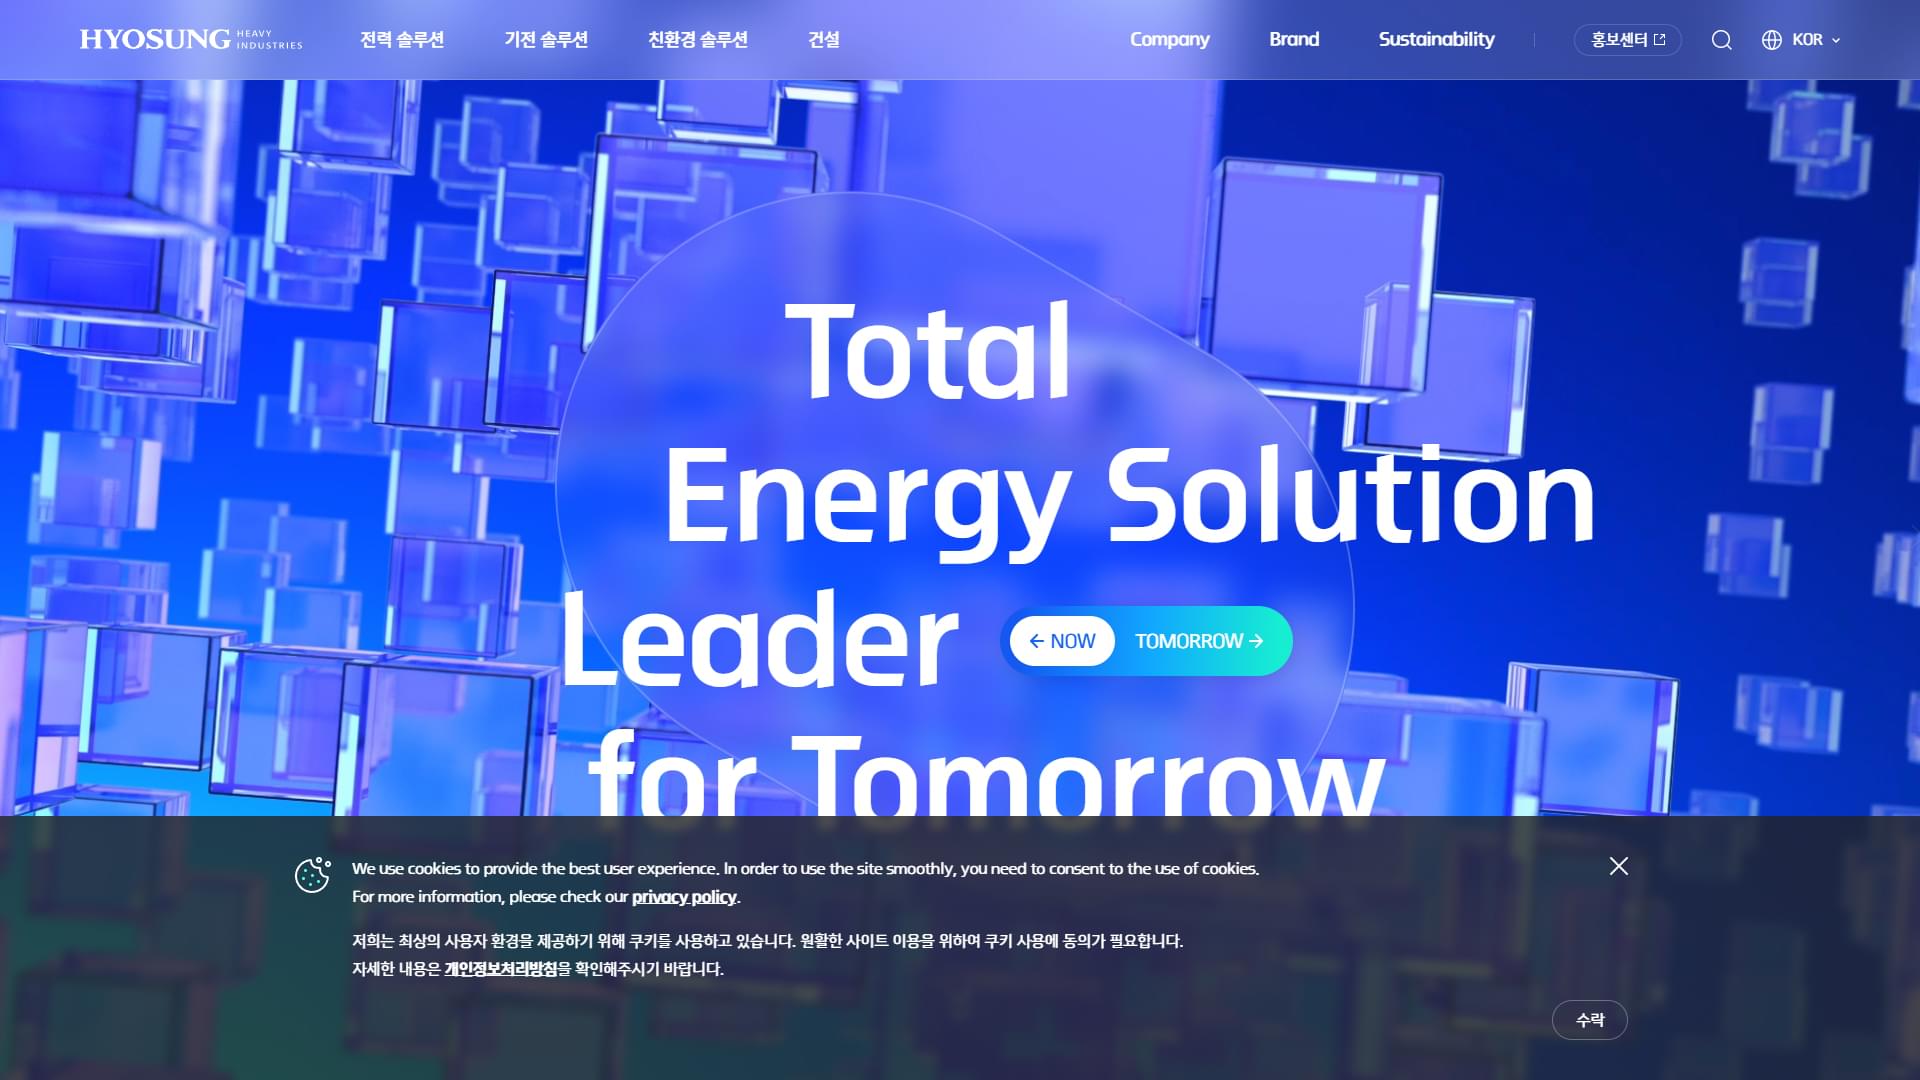 HYOSUNG HEAVY INDUSTRIES
전력 솔루션
기전 솔루션
친환경 솔루션
건설
Company
Brand
Sustainability
홍보센터
KOR
Total
Energy Solution
Leader
NOW
TOMORROW
for Tomorrow
We use cookies to provide the best user experience. In order to use the site smoothly, you need to consent to the use of cookies.
For more information, please check our privacy policy.
저희는 최상의 사용자 환경을 제공하기 위해 쿠키를 사용하고 있습니다. 원활한 사이트 이용을 위하여 쿠키 사용에 동의가 필요합니다.
자세한 내용은 개인정보처리방침을 확인해주시기 바랍니다.
수락